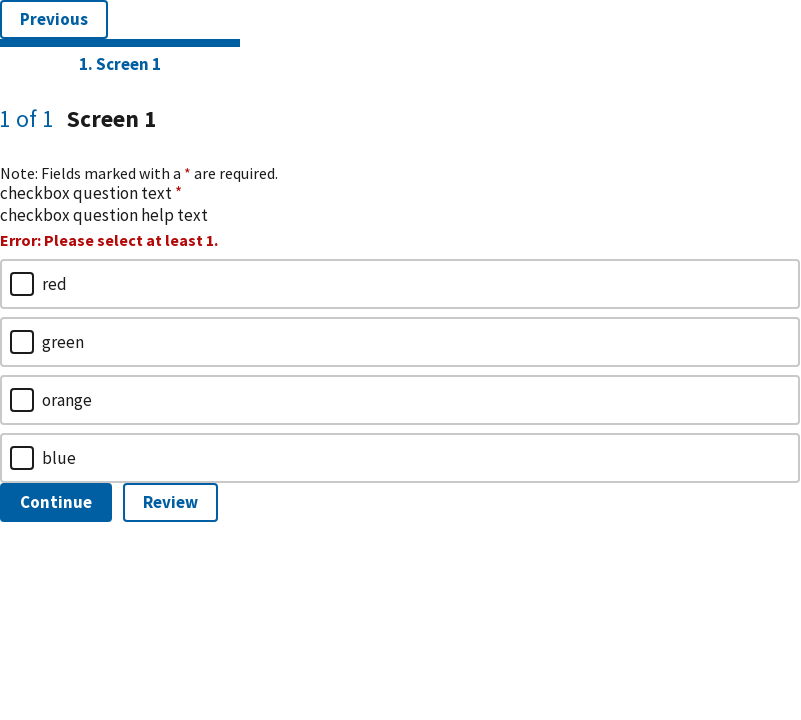 Previous
1. Screen 1
1 of 1 Screen 1
Note: Fields marked with a * are required.
checkbox question text *
checkbox question help text
Error: Please select at least 1.
red
green
orange
blue
Continue Review